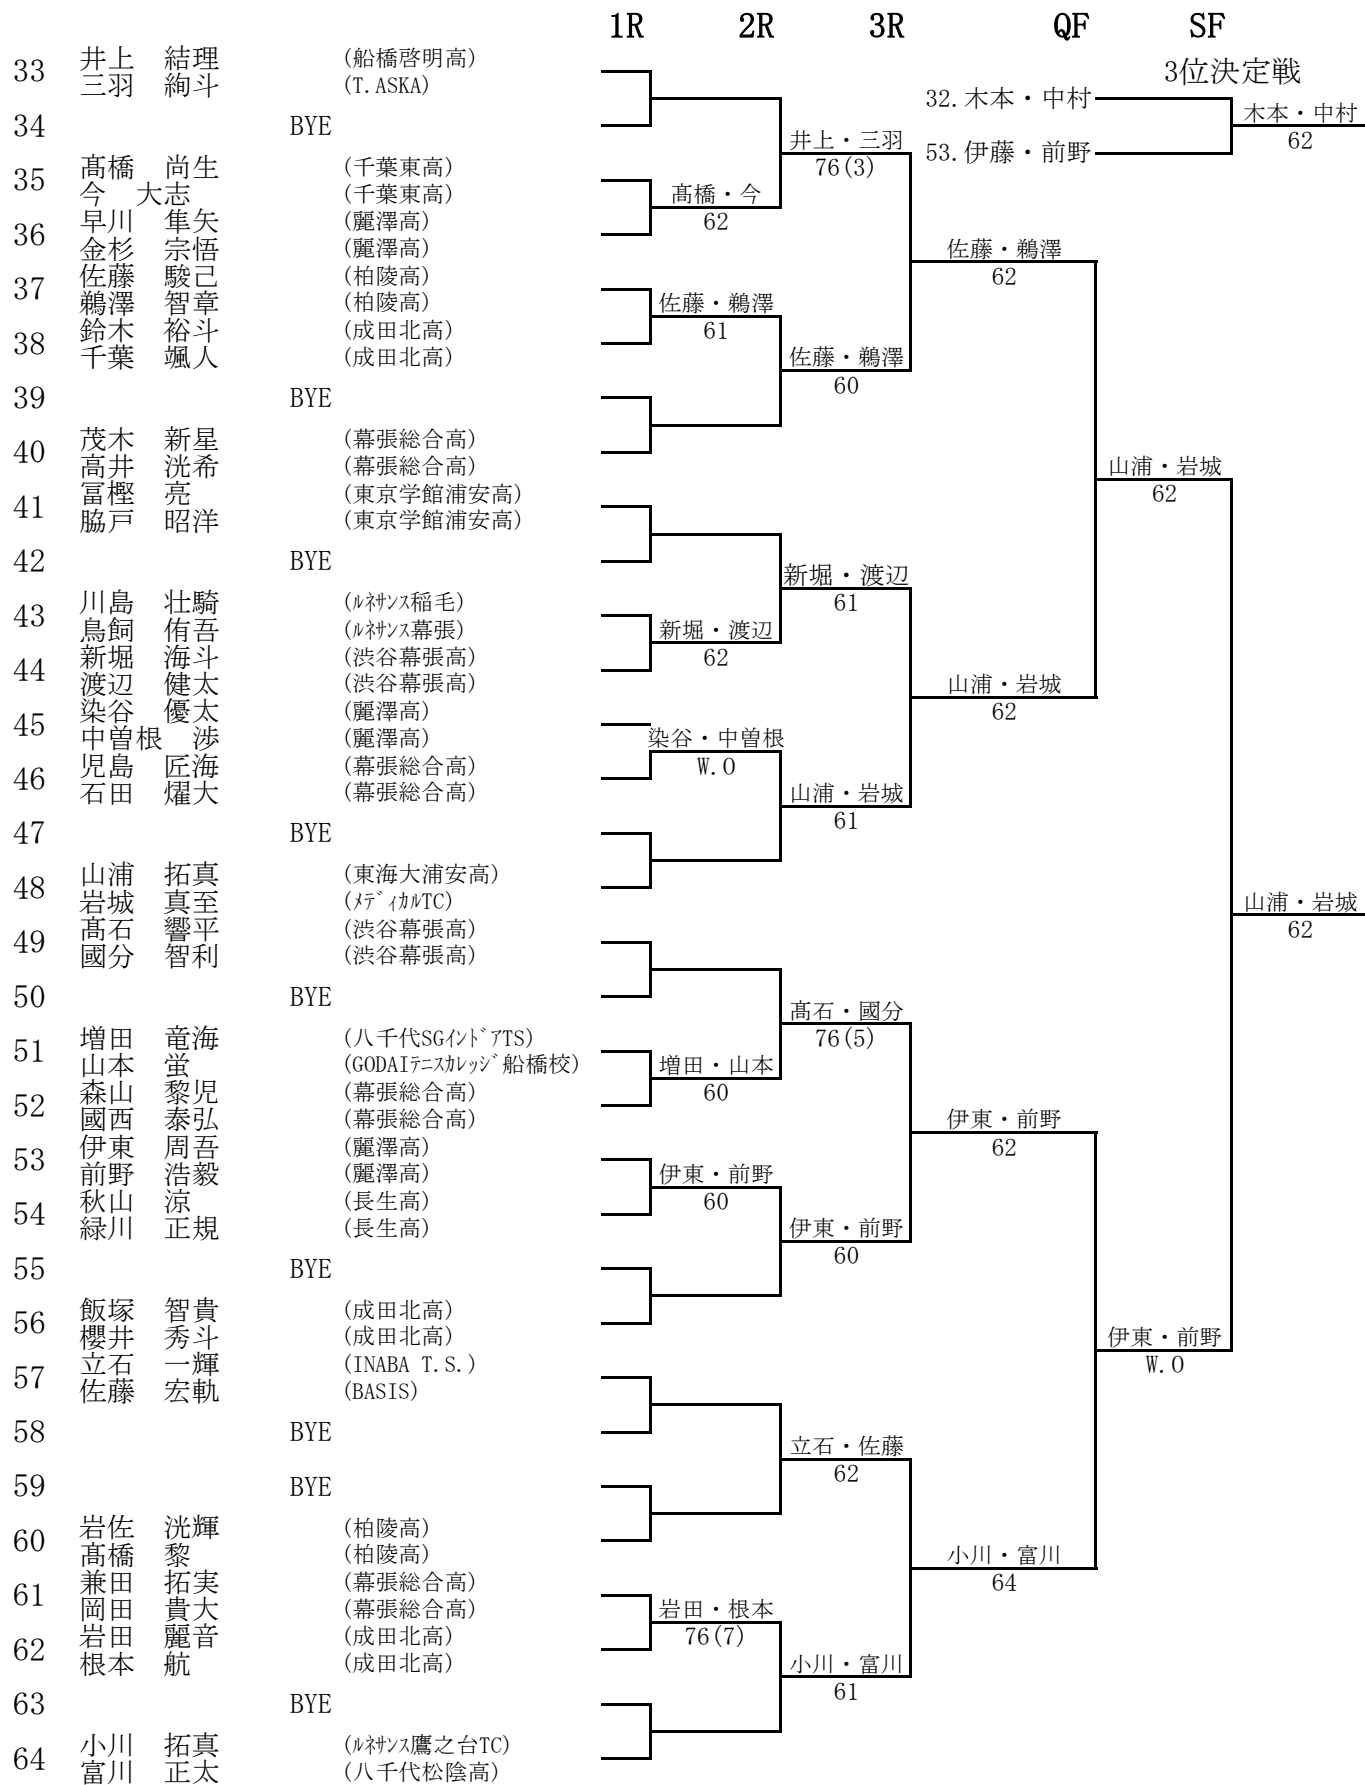 1R 2R 3R QF SF
3位決定戦
32. 木本・中村
木本・中村
62
53. 伊藤・前野
33 井上 結理 (船橋啓明高)
三羽 絢斗 (T.ASKA)
34 BYE
井上・三羽
76(3)
35 髙橋 尚生 (千葉東高)
今 大志 (千葉東高)
髙橋・今
62
36 早川 隼矢 (麗澤高)
金杉 宗悟 (麗澤高)
佐藤・鵜澤
62
37 佐藤 駿己 (柏陵高)
鵜澤 智章 (柏陵高)
佐藤・鵜澤
61
38 鈴木 裕斗 (成田北高)
千葉 颯人 (成田北高)
佐藤・鵜澤
60
39 BYE
40 茂木 新星 (幕張総合高)
高井 洸希 (幕張総合高)
山浦・岩城
62
41 冨樫 亮 (東京学館浦安高)
脇戸 昭洋 (東京学館浦安高)
42 BYE
新堀・渡辺
61
43 川島 壮騎 (ルネサンス稲毛)
鳥飼 侑吾 (ルネサンス幕張)
新堀・渡辺
62
44 新堀 海斗 (渋谷幕張高)
渡辺 健太 (渋谷幕張高)
山浦・岩城
62
45 染谷 優太 (麗澤高)
中曽根 渉 (麗澤高)
染谷・中曽根
W.O
46 児島 匠海 (幕張総合高)
石田 燿大 (幕張総合高)
山浦・岩城
61
47 BYE
48 山浦 拓真 (東海大浦安高)
岩城 真至 (メディカルTC)
山浦・岩城
62
49 髙石 響平 (渋谷幕張高)
國分 智利 (渋谷幕張高)
50 BYE
髙石・國分
76(5)
51 増田 竜海 (八千代SGインドアTS)
山本 蛍 (GODAIテニスカレッジ船橋校)
増田・山本
60
52 森山 黎児 (幕張総合高)
國西 泰弘 (幕張総合高)
伊東・前野
62
53 伊東 周吾 (麗澤高)
前野 浩毅 (麗澤高)
伊東・前野
60
54 秋山 涼 (長生高)
緑川 正規 (長生高)
伊東・前野
60
55 BYE
56 飯塚 智貴 (成田北高)
櫻井 秀斗 (成田北高)
伊東・前野
W.O
57 立石 一輝 (INABA T.S.)
佐藤 宏軌 (BASIS)
58 BYE
立石・佐藤
62
59 BYE
60 岩佐 洸輝 (柏陵高)
髙橋 黎 (柏陵高)
小川・富川
64
61 兼田 拓実 (幕張総合高)
岡田 貴大 (幕張総合高)
岩田・根本
76(7)
62 岩田 麗音 (成田北高)
根本 航 (成田北高)
小川・富川
61
63 BYE
64 小川 拓真 (ルネサンス鷹之台TC)
富川 正太 (八千代松陰高)